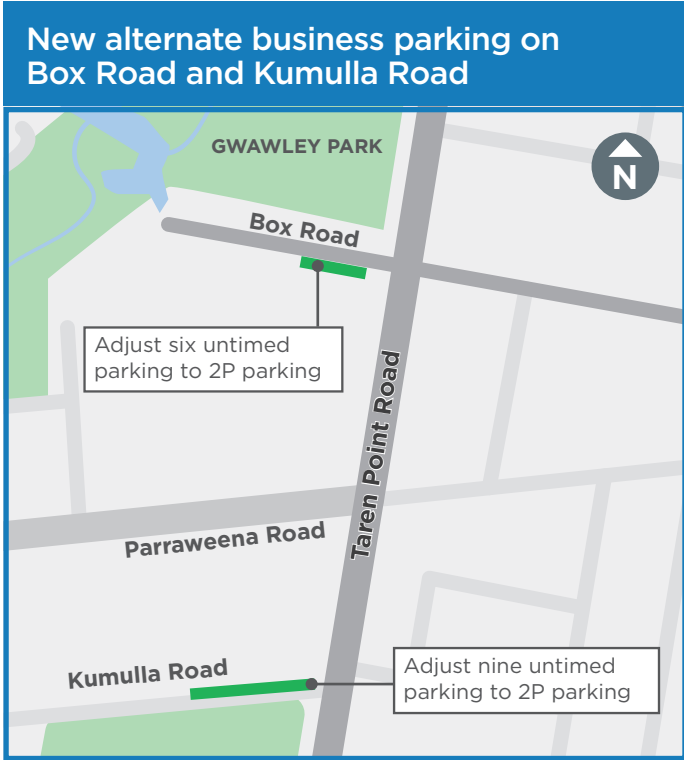 New alternate business parking on
Box Road and Kumulla Road
GWAWLEY PARK
N
Box Road
Adjust six untimed
parking to 2P parking
Taren Point Road
Parraweena Road
Kumulla Road
Adjust nine untimed
parking to 2P parking